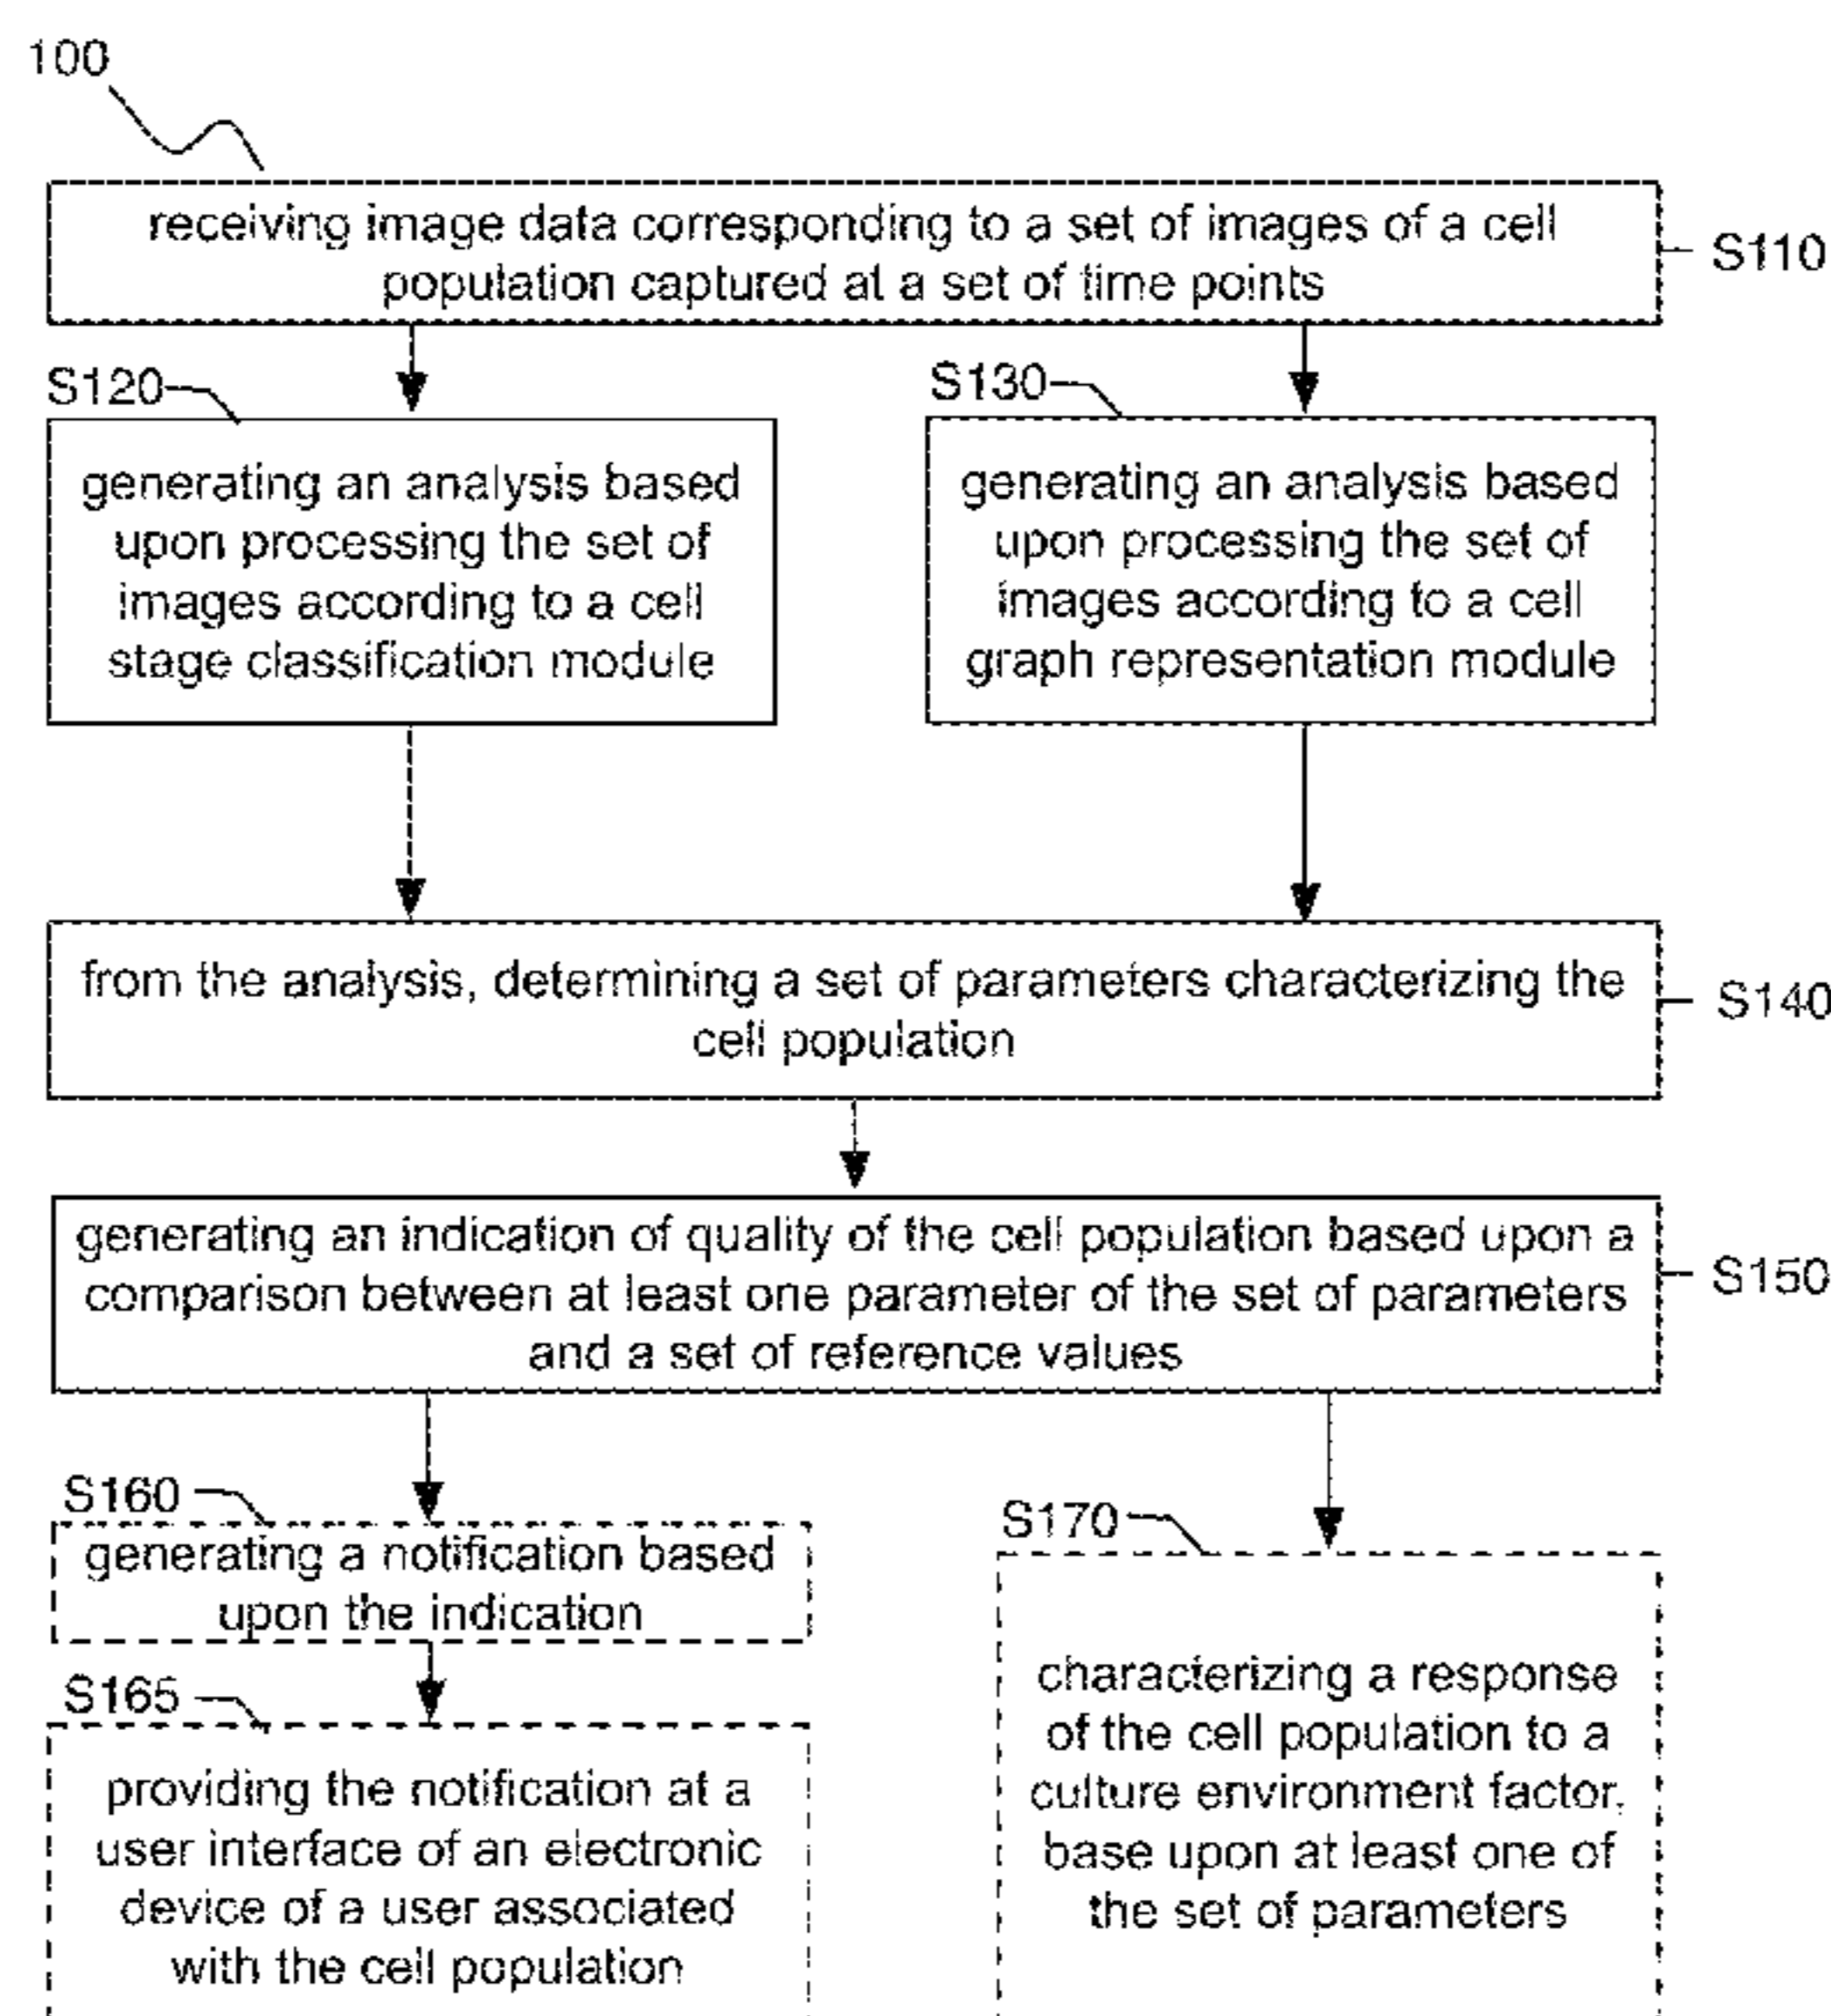 100
receiving image data corresponding to a set of images of a cell
population captured at a set of time points
S110
S120
generating an analysis based
upon processing the set of
images according to a cell
stage classification module
S130
generating an analysis based
upon processing the set of
images according to a cell
graph representation module
from the analysis, determining a set of parameters characterizing the
cell population
S140
generating an indication of quality of the cell population based upon a
comparison between at least one parameter of the set of parameters
and a set of reference values
S150
S160
generating a notification based
upon the indication
S165
providing the notification at a
user interface of an electronic
device of a user associated
with the cell population
S170
characterizing a response
of the cell population to a
culture environment factor,
base upon at least one of
the set of parameters